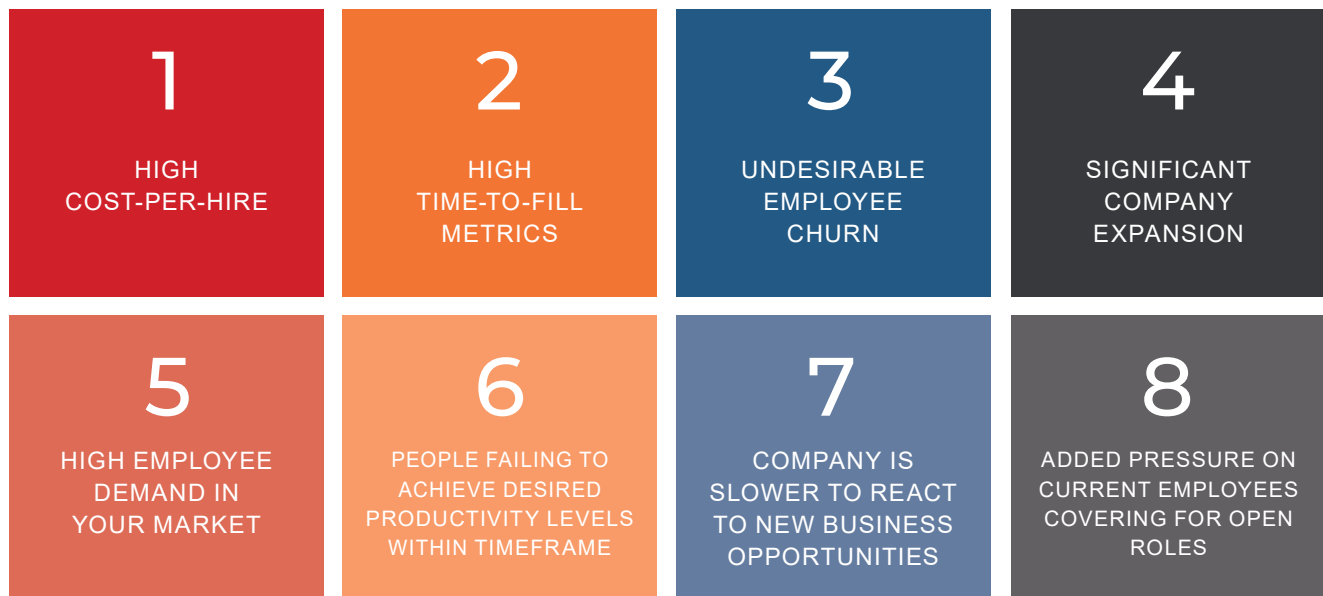 1
HIGH
COST-PER-HIRE
2
HIGH
TIME-TO-FILL
METRICS
3
UNDESIRABLE
EMPLOYEE
CHURN
4
SIGNIFICANT
COMPANY
EXPANSION
5
HIGH EMPLOYEE
DEMAND IN
YOUR MARKET
6
PEOPLE FAILING TO
ACHIEVE DESIRED
PRODUCTIVITY LEVELS
WITHIN TIMEFRAME
7
COMPANY IS
SLOWER TO REACT
TO NEW BUSINESS
OPPORTUNITIES
8
ADDED PRESSURE ON
CURRENT EMPLOYEES
COVERING FOR OPEN
ROLES